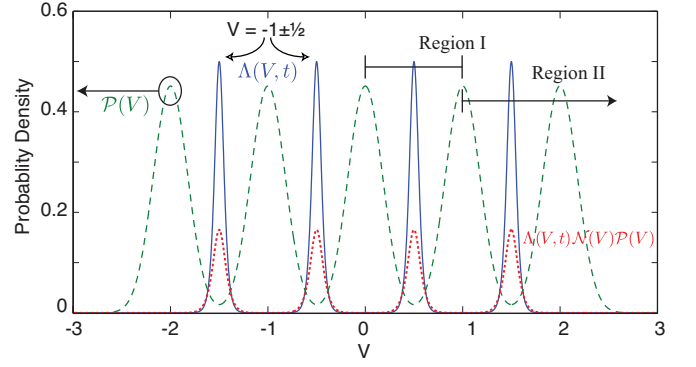 0.6
V = -1±½
Region I
Λ(V, t)
Region II
𝒫(V)
0.4
Probablity Density
0.2
Λ(V, t)𝒩(V)𝒫(V)
0
-3
-2
-1
0
1
2
3
V